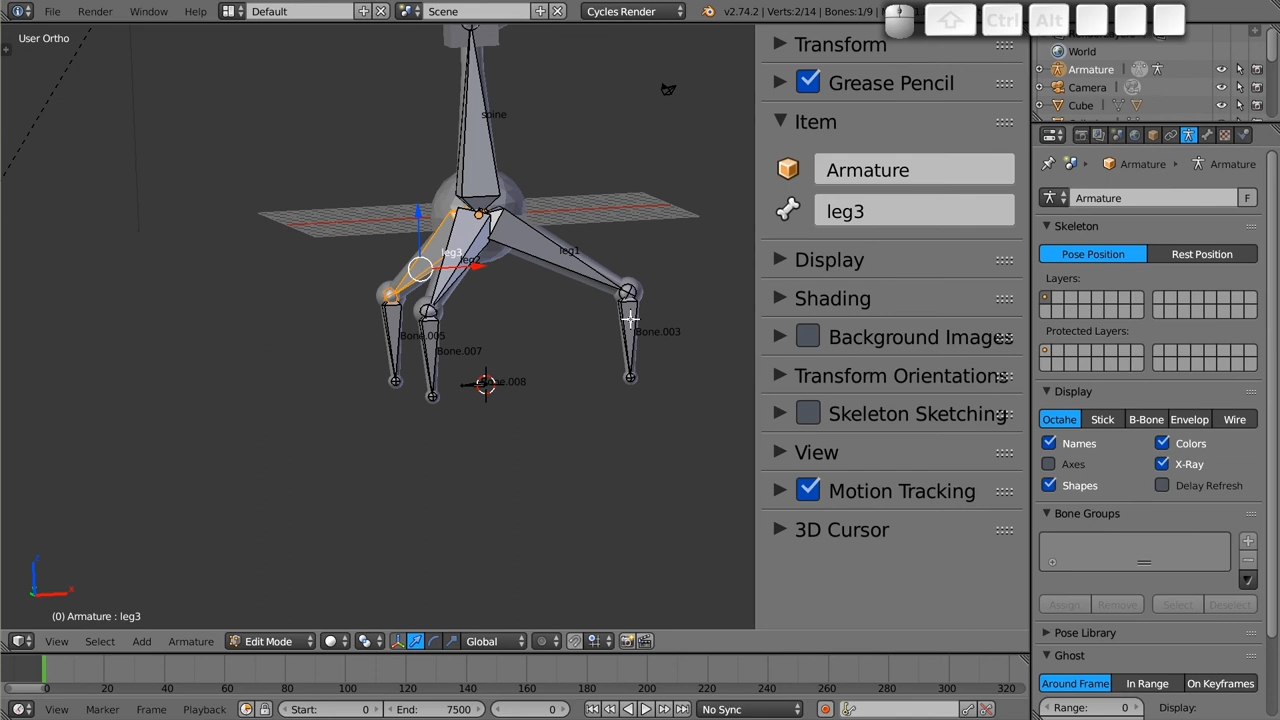 File Render Window Help Default Scene Cycles Render v2.74.2 | Verts:2/14 | Bones:1/9 |
Ctrl Alt
User Ortho
World
Armature
Camera
Cube
Transform
Grease Pencil
Item
Armature
leg3
Display
Shading
Background Images
Transform Orientations
Skeleton Sketching
View
Motion Tracking
3D Cursor
spine
leg3
leg2
leg1
Bone.005
Bone.007
Bone.003
.008
z
x
(0) Armature : leg3
Armature Armature
Armature F
Skeleton
Pose Position Rest Position
Layers:
Protected Layers:
Display
Octahe Stick B-Bone Envelop Wire
Names Colors
Axes X-Ray
Shapes Delay Refresh
Bone Groups
Assign Remove Select Deselect
Pose Library
Ghost
Around Frame In Range On Keyframes
Range: 0 Display:
View Select Add Armature Edit Mode Global
0 20 40 60 80 100 120 140 160 180 200 220 240 260 280 300 320
View Marker Frame Playback Start: 0 End: 7500 0 No Sync